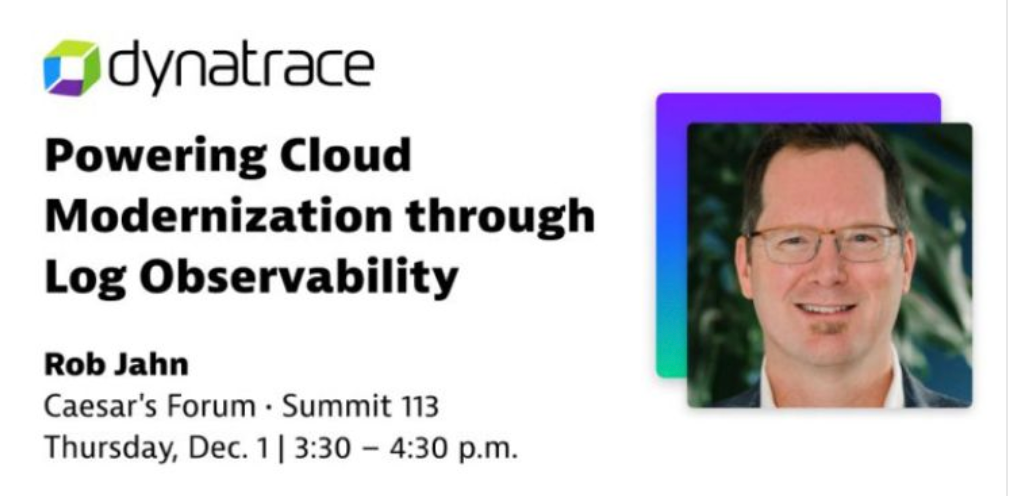 dynatrace
Powering Cloud
Modernization through
Log Observability
Rob Jahn
Caesar's Forum · Summit 113
Thursday, Dec. 1 | 3:30 – 4:30 p.m.